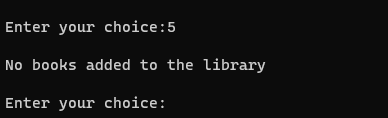 Enter your choice:5
No books added to the library
Enter your choice: